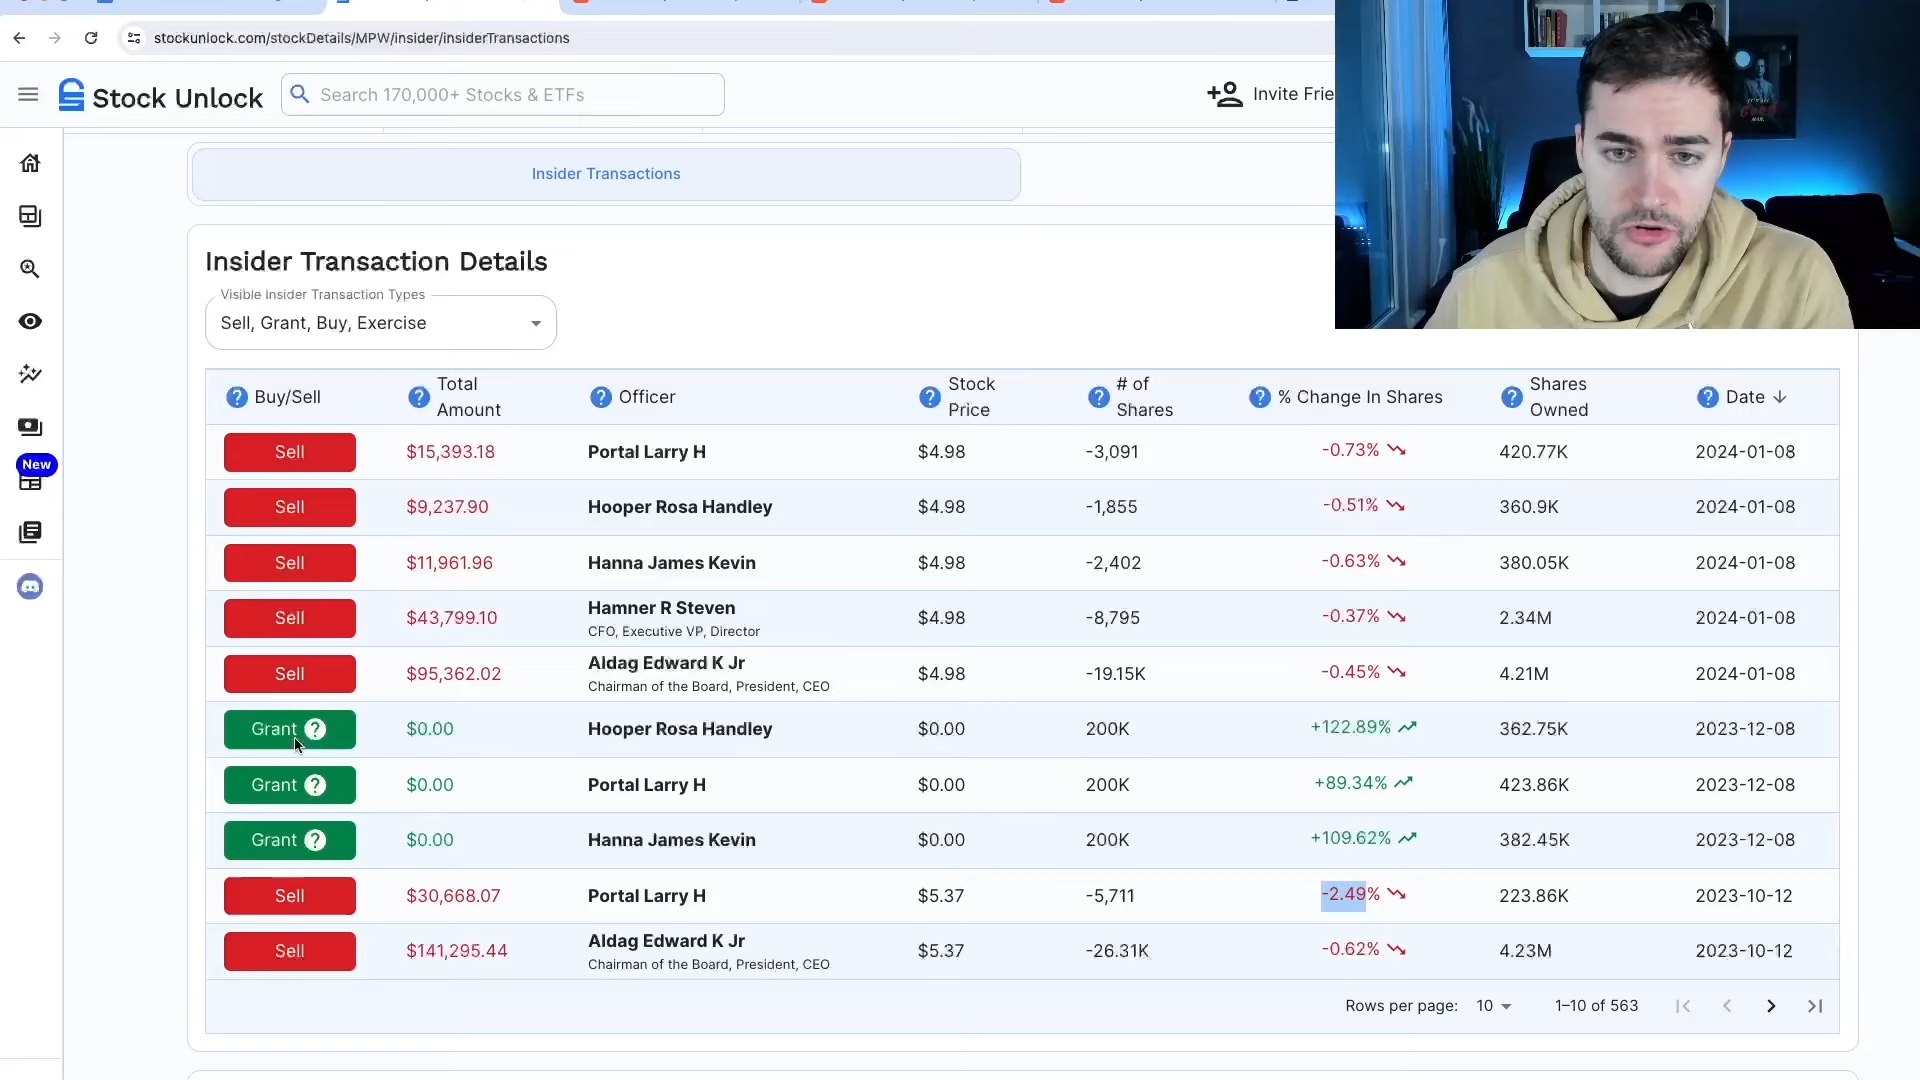 stockunlock.com/stockDetails/MPW/insider/insiderTransactions
Stock Unlock
Search 170,000+ Stocks & ETFs
Invite Frie
New
Insider Transactions
Insider Transaction Details
Visible Insider Transaction Types
Sell, Grant, Buy, Exercise
Buy/Sell Total Amount Officer Stock Price # of Shares % Change In Shares Shares Owned Date
Sell $15,393.18 Portal Larry H $4.98 -3,091 -0.73% 420.77K 2024-01-08
Sell $9,237.90 Hooper Rosa Handley $4.98 -1,855 -0.51% 360.9K 2024-01-08
Sell $11,961.96 Hanna James Kevin $4.98 -2,402 -0.63% 380.05K 2024-01-08
Sell $43,799.10 Hamner R Steven $4.98 -8,795 -0.37% 2.34M 2024-01-08
CFO, Executive VP, Director
Sell $95,362.02 Aldag Edward K Jr $4.98 -19.15K -0.45% 4.21M 2024-01-08
Chairman of the Board, President, CEO
Grant $0.00 Hooper Rosa Handley $0.00 200K +122.89% 362.75K 2023-12-08
Grant $0.00 Portal Larry H $0.00 200K +89.34% 423.86K 2023-12-08
Grant $0.00 Hanna James Kevin $0.00 200K +109.62% 382.45K 2023-12-08
Sell $30,668.07 Portal Larry H $5.37 -5,711 -2.49% 223.86K 2023-10-12
Sell $141,295.44 Aldag Edward K Jr $5.37 -26.31K -0.62% 4.23M 2023-10-12
Chairman of the Board, President, CEO
Rows per page: 10 1–10 of 563